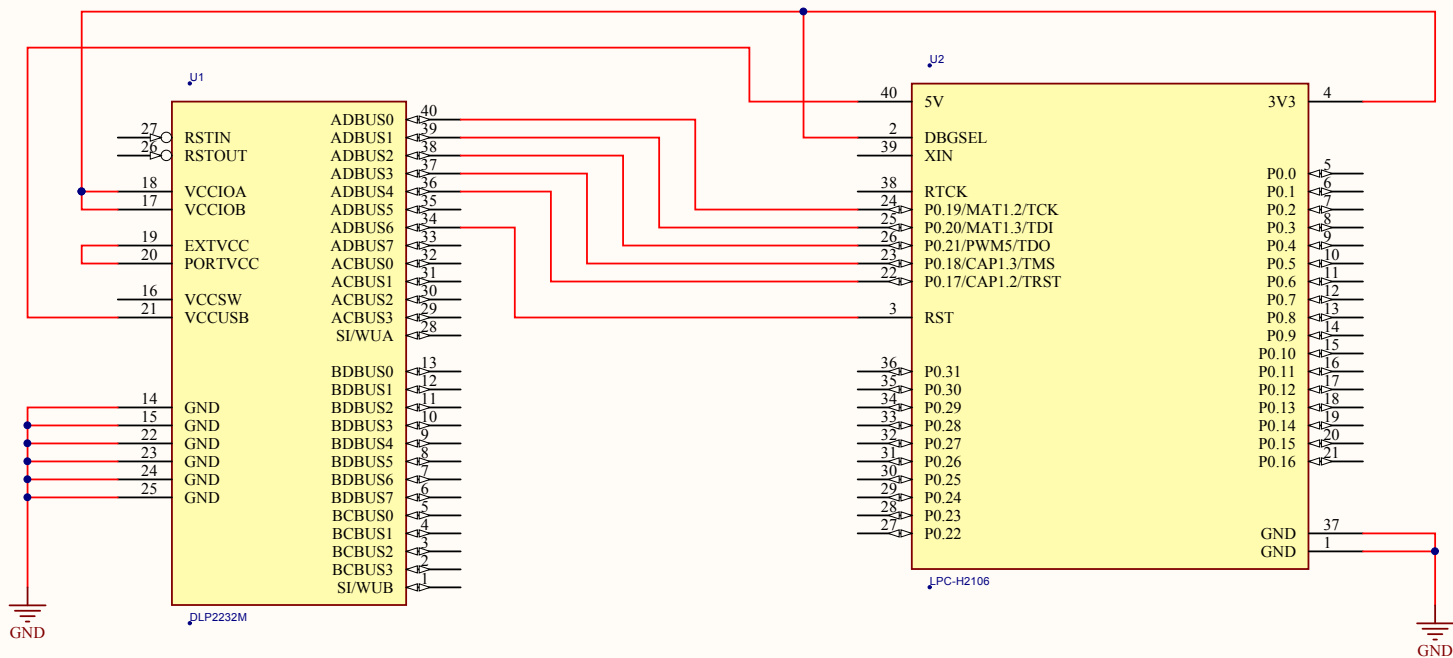 U1
27 RSTIN
26 RSTOUT
18 VCCIOA
17 VCCIOB
19 EXTVCC
20 PORTVCC
16 VCCSW
21 VCCUSB
14 GND
15 GND
22 GND
23 GND
24 GND
25 GND
ADBUS0 40
ADBUS1 39
ADBUS2 38
ADBUS3 37
ADBUS4 36
ADBUS5 35
ADBUS6 34
ADBUS7 33
ACBUS0 32
ACBUS1 31
ACBUS2 30
ACBUS3 29
SI/WUA 28
BDBUS0 13
BDBUS1 12
BDBUS2 11
BDBUS3 10
BDBUS4 9
BDBUS5 8
BDBUS6 7
BDBUS7 6
BCBUS0 5
BCBUS1 4
BCBUS2 3
BCBUS3 2
SI/WUB 1
DLP2232M
GND
U2
40 5V
2 DBGSEL
39 XIN
38 RTCK
24 P0.19/MAT1.2/TCK
25 P0.20/MAT1.3/TDI
26 P0.21/PWM5/TDO
23 P0.18/CAP1.3/TMS
22 P0.17/CAP1.2/TRST
3 RST
36 P0.31
35 P0.30
34 P0.29
33 P0.28
32 P0.27
31 P0.26
30 P0.25
29 P0.24
28 P0.23
27 P0.22
3V3 4
P0.0 5
P0.1 6
P0.2 7
P0.3 8
P0.4 9
P0.5 10
P0.6 11
P0.7 12
P0.8 13
P0.9 14
P0.10 15
P0.11 16
P0.12 17
P0.13 18
P0.14 19
P0.15 20
P0.16 21
GND 37
GND 1
LPC-H2106
GND